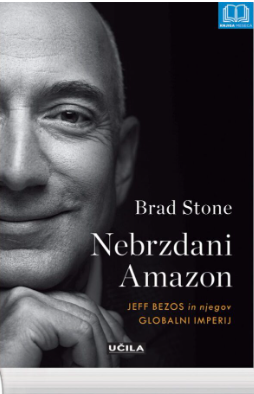 Brad Stone
Nebrzdani
Amazon
JEFF BEZOS in njegov
GLOBALNI IMPERIJ
UČILA